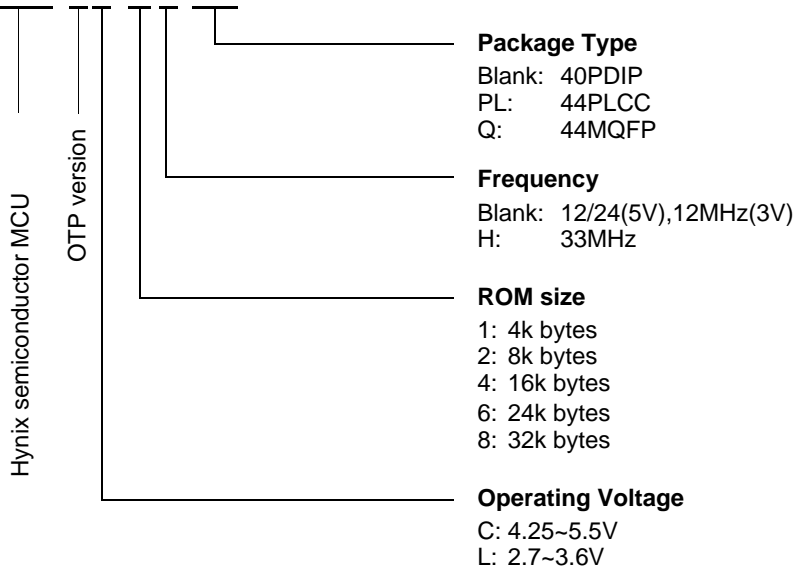 Package Type
Blank: 40PDIP
PL: 44PLCC
Q: 44MQFP
Frequency
Blank: 12/24(5V),12MHz(3V)
H: 33MHz
ROM size
1: 4k bytes
2: 8k bytes
4: 16k bytes
6: 24k bytes
8: 32k bytes
Operating Voltage
C: 4.25~5.5V
L: 2.7~3.6V
OTP version
Hynix semiconductor MCU